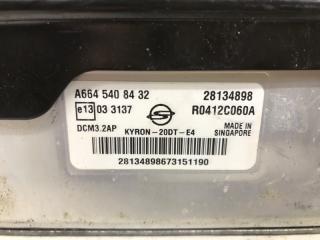 A664 540 84 32 28134898
e13 03 3137 R0412C060A
DCM3.2AP KYRON-20DT-E4 MADE IN SINGAPORE
28134898673151190